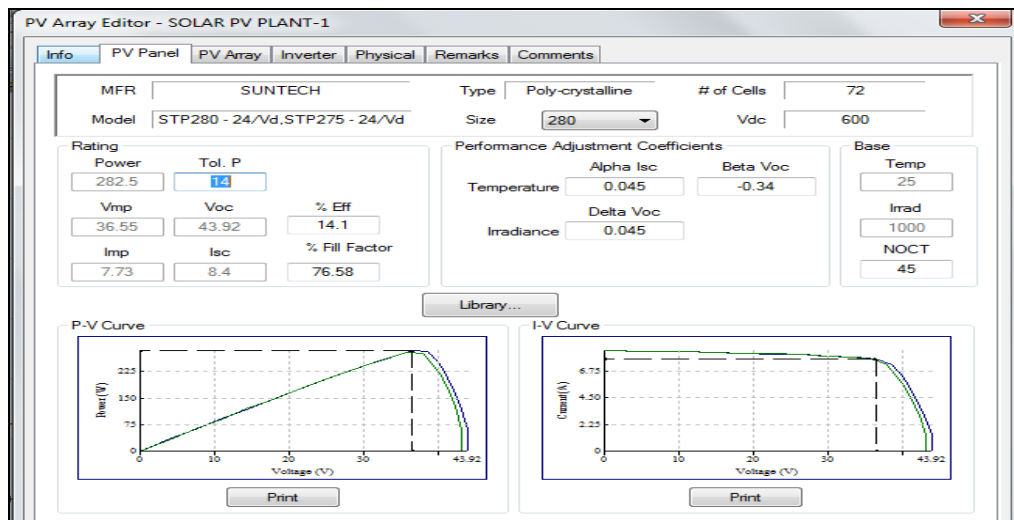 PV Array Editor - SOLAR PV PLANT-1
Info PV Panel PV Array Inverter Physical Remarks Comments
MFR SUNTECH Type Poly-crystalline # of Cells 72
Model STP280 - 24/Vd,STP275 - 24/Vd Size 280 Vdc 600
Rating
Power Tol. P
282.5 14
Vmp Voc % Eff
36.55 43.92 14.1
Imp Isc % Fill Factor
7.73 8.4 76.58
Performance Adjustment Coefficients
Alpha Isc Beta Voc
Temperature 0.045 -0.34
Delta Voc
Irradiance 0.045
Base
Temp
25
Irrad
1000
NOCT
45
Library...
P-V Curve
Power(W)
225
150
75
0
0 10 20 30 43.92
Voltage (V)
Print
I-V Curve
Current(A)
6.75
4.50
2.25
0
0 10 20 30 43.92
Voltage (V)
Print